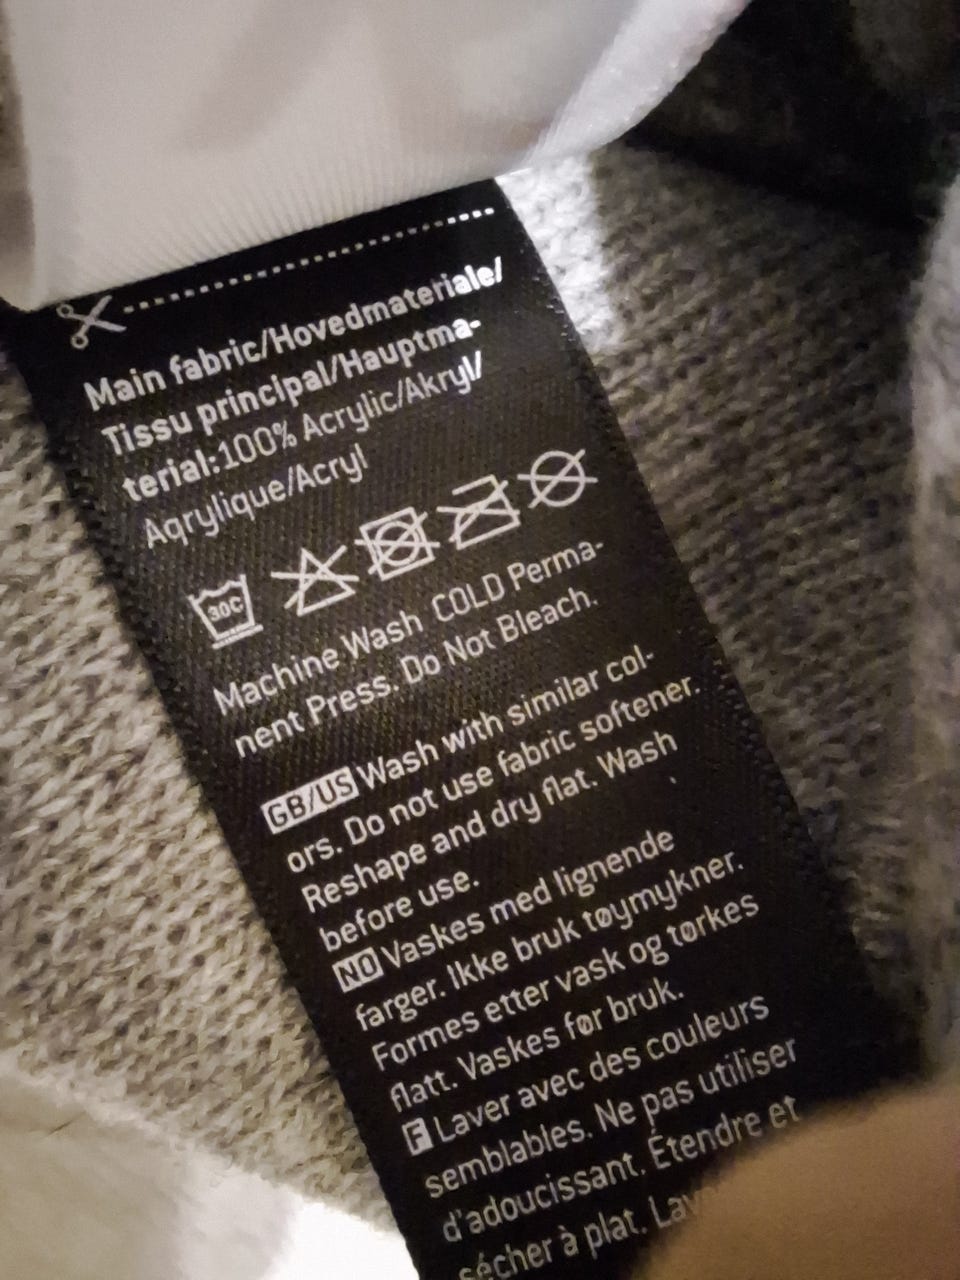 Main fabric/Hovedmateriale/
Tissu principal/Hauptma-
terial:100% Acrylic/Akryl/
Aqrylique/Acryl
30C
Machine Wash COLD Perma-
nent Press. Do Not Bleach.
GB/US Wash with similar col-
ors. Do not use fabric softener.
Reshape and dry flat. Wash
before use.
NO Vaskes med lignende
farger. Ikke bruk tøymykner.
Formes etter vask og tørkes
flatt. Vaskes før bruk.
F Laver avec des couleurs
semblables. Ne pas utiliser
d'adoucissant. Étendre et
sécher à plat.